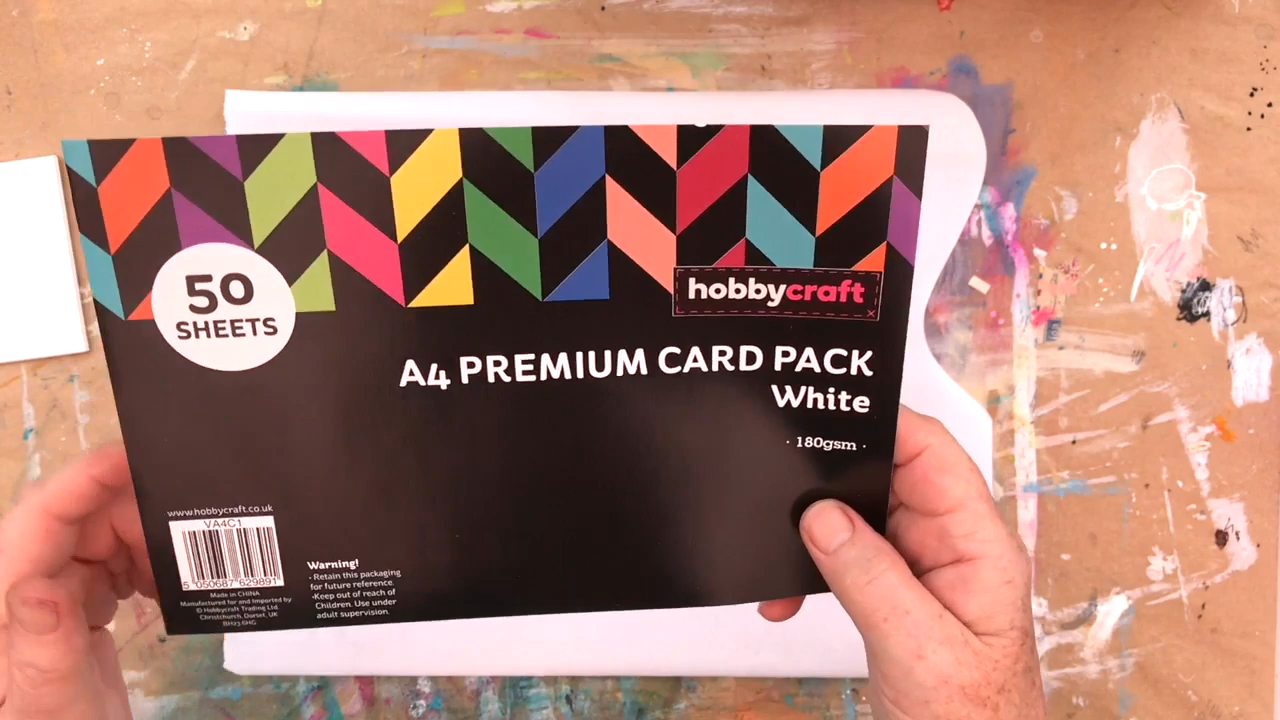 50
SHEETS
hobbycraft
A4 PREMIUM CARD PACK
White
· 180gsm ·
www.hobbycraft.co.uk
VA4C1
5 050687 629891
Made in CHINA
Manufactured for and Imported by
© Hobbycraft Trading Ltd.
Christchurch, Dorset, UK
BH23 6HG
Warning!
• Retain this packaging
for future reference.
•Keep out of reach of
Children. Use under
adult supervision.